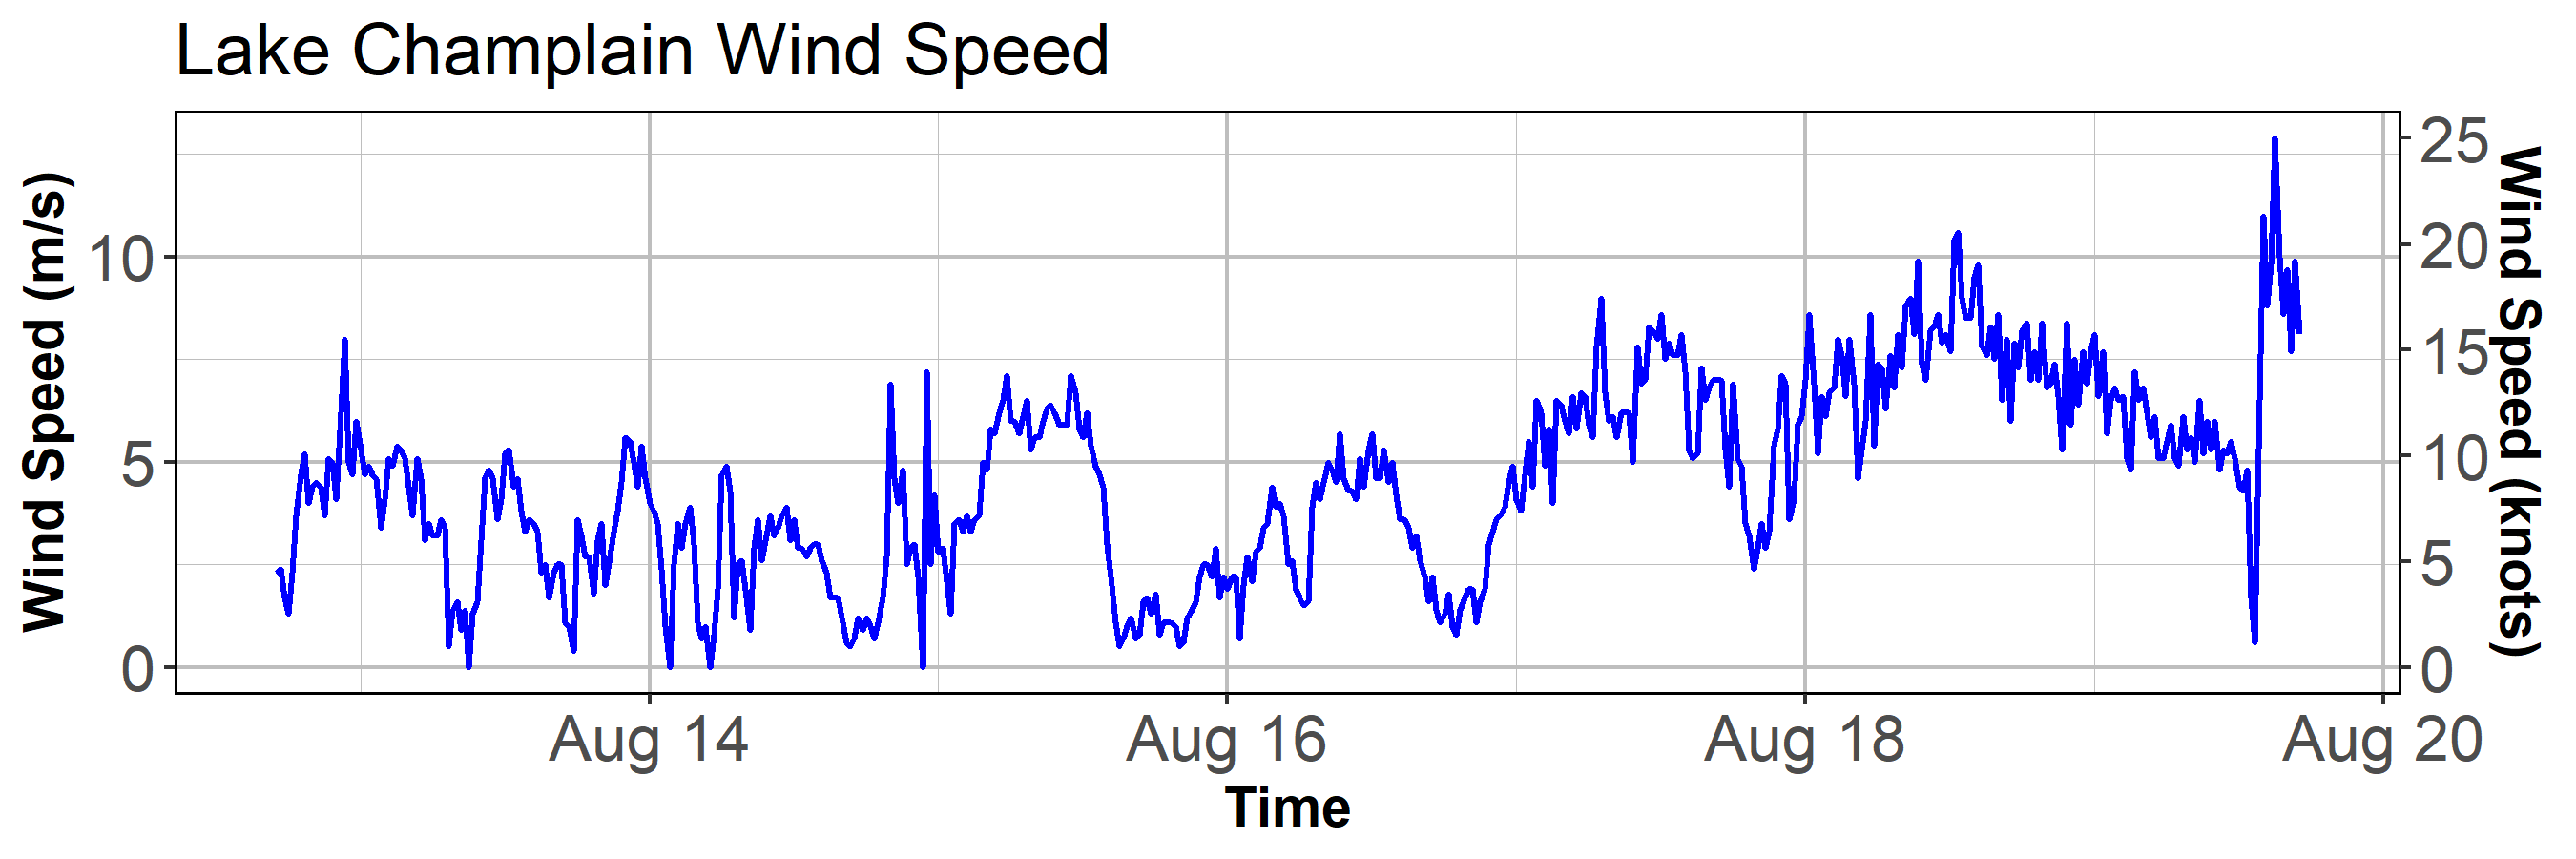 Lake Champlain Wind Speed
Wind Speed (m/s)
10
5
0
25
20
15
10
5
0
Wind Speed (knots)
Aug 14 Aug 16 Aug 18 Aug 20
Time